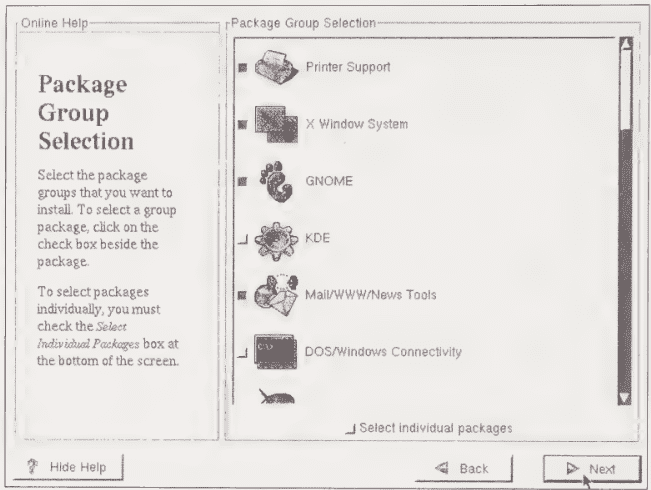 Online Help
Package
Group
Selection
Select the package
groups that you want to
install. To select a group
package, click on the
check box beside the
package.
To select packages
individually, you must
check the Select
Individual Packages box at
the bottom of the screen.
Package Group Selection
Printer Support
X Window System
GNOME
KDE
Mail/WWW/News Tools
DOS/Windows Connectivity
Select individual packages
? Hide Help
Back
Next